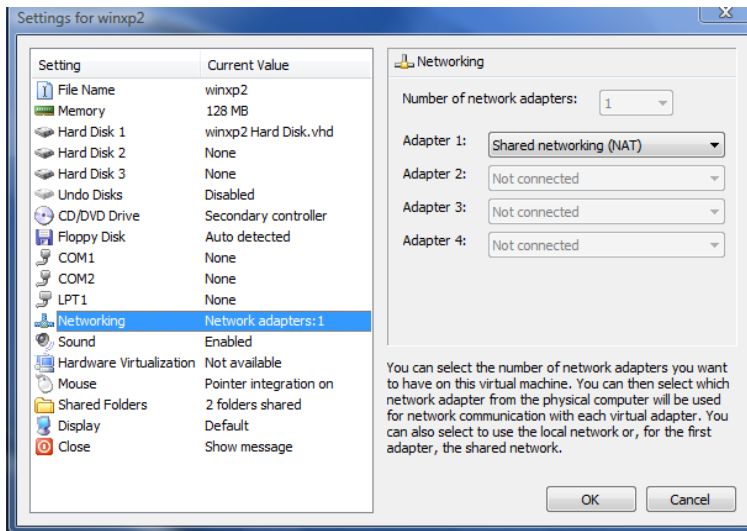 Settings for winxp2
Setting Current Value
File Name winxp2
Memory 128 MB
Hard Disk 1 winxp2 Hard Disk.vhd
Hard Disk 2 None
Hard Disk 3 None
Undo Disks Disabled
CD/DVD Drive Secondary controller
Floppy Disk Auto detected
COM1 None
COM2 None
LPT1 None
Networking Network adapters:1
Sound Enabled
Hardware Virtualization Not available
Mouse Pointer integration on
Shared Folders 2 folders shared
Display Default
Close Show message
Networking
Number of network adapters: 1
Adapter 1: Shared networking (NAT)
Adapter 2: Not connected
Adapter 3: Not connected
Adapter 4: Not connected
You can select the number of network adapters you want
to have on this virtual machine. You can then select which
network adapter from the physical computer will be used
for network communication with each virtual adapter. You
can also select to use the local network or, for the first
adapter, the shared network.
OK Cancel